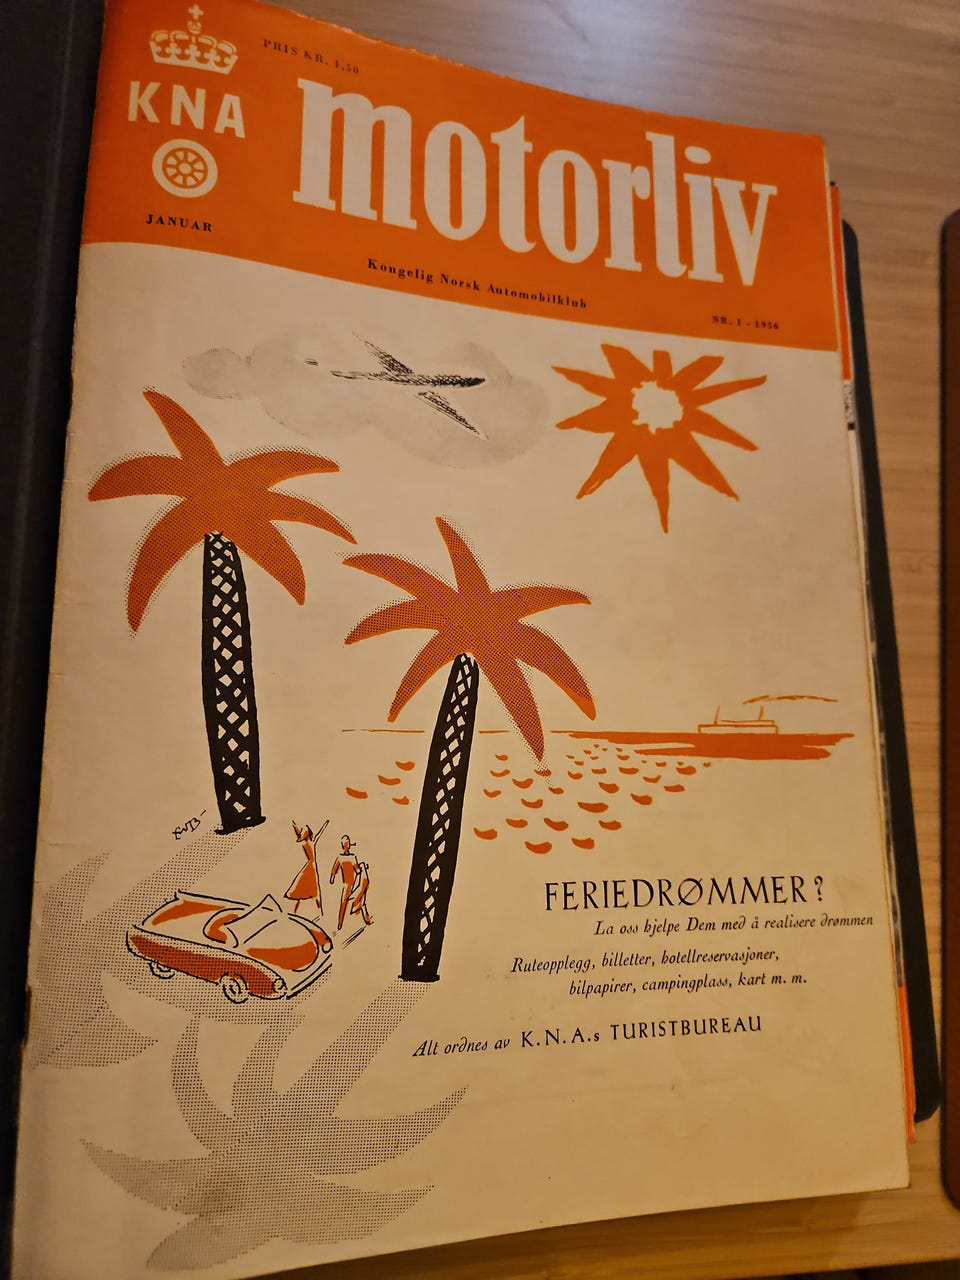 PRIS KR. 1,50
KNA
motorliv
JANUAR
Kongelig Norsk Automobilklub
NR. 1 - 1956
FERIEDRØMMER?
La oss hjelpe Dem med å realisere drømmen
Ruteopplegg, billetter, hotellreservasjoner,
bilpapirer, campingplass, kart m. m.
Alt ordnes av K.N.A.s TURISTBUREAU